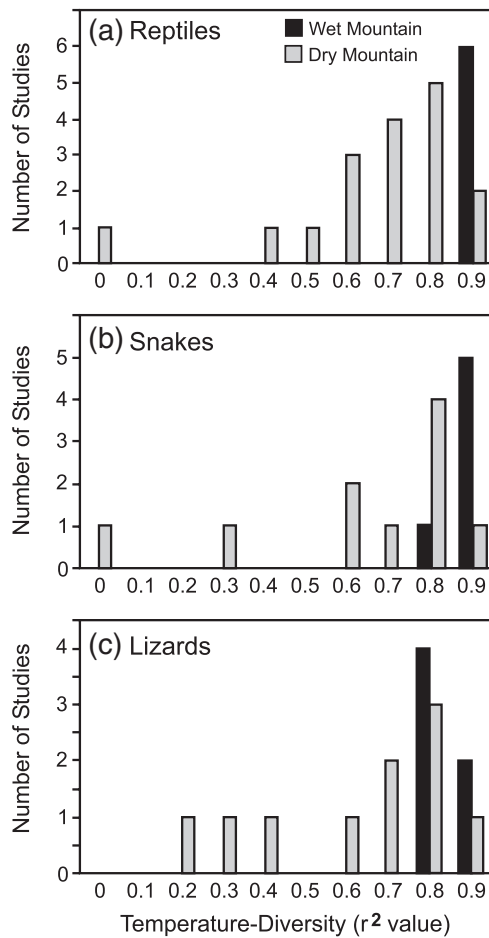 (a) Reptiles
Wet Mountain
Dry Mountain
Number of Studies
6
5
4
3
2
1
0
0 0.1 0.2 0.3 0.4 0.5 0.6 0.7 0.8 0.9
(b) Snakes
Number of Studies
5
4
3
2
1
0
0 0.1 0.2 0.3 0.4 0.5 0.6 0.7 0.8 0.9
(c) Lizards
Number of Studies
4
3
2
1
0
0 0.1 0.2 0.3 0.4 0.5 0.6 0.7 0.8 0.9
Temperature-Diversity (r² value)